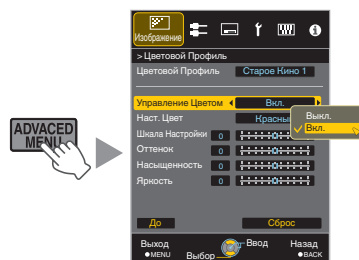 ADVACED
MENU
Изображение
> Цветовой Профиль
Цветовой Профиль Старое Кино 1
Управление Цветом Вкл.
Выкл.
Вкл.
Наст. Цвет Красный
Шкала Настройки 0
Оттенок 0
Насыщенность 0
Яркость 0
До Сброс
Выход Ввод Назад
MENU Выбор BACK